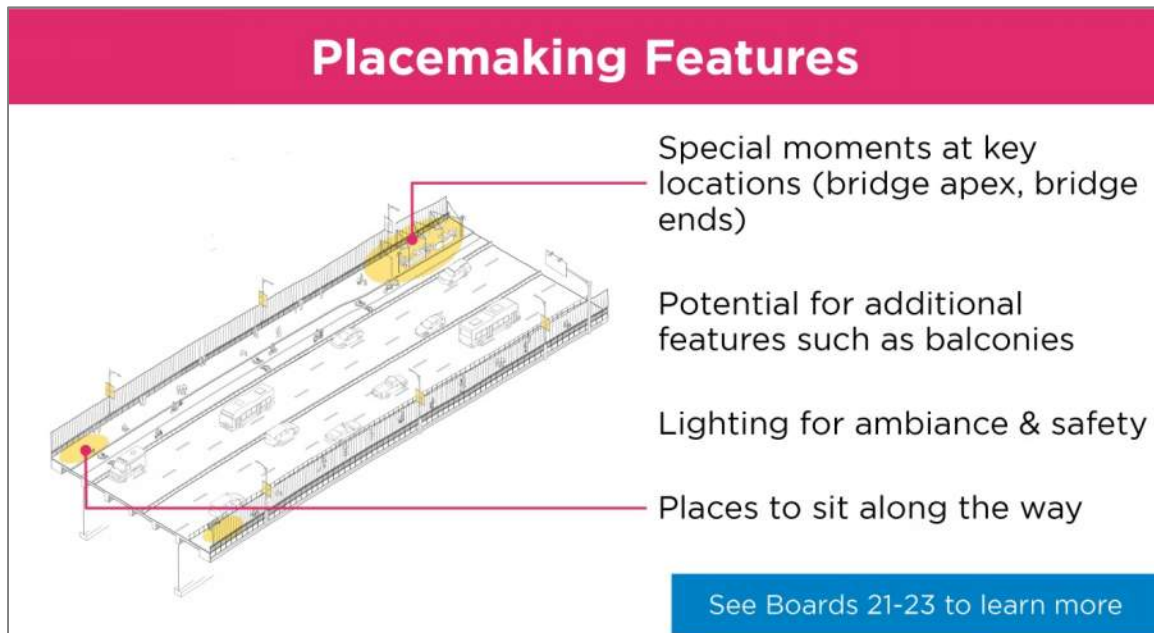 Placemaking Features
Special moments at key
locations (bridge apex, bridge
ends)
Potential for additional
features such as balconies
Lighting for ambiance & safety
Places to sit along the way
See Boards 21-23 to learn more